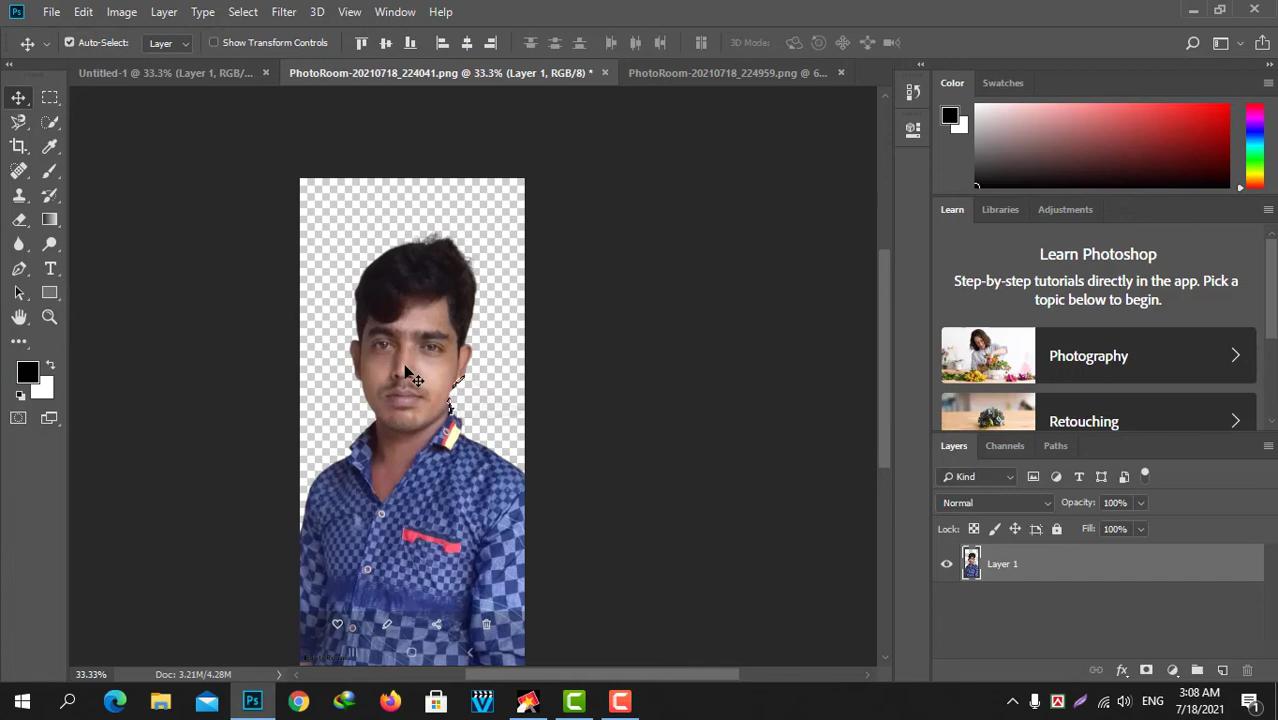 Ps File Edit Image Layer Type Select Filter 3D View Window Help
Auto-Select: Layer Show Transform Controls 3D Mode:
Untitled-1 @ 33.3% (Layer 1, RGB/... × PhotoRoom-20210718_224041.png @ 33.3% (Layer 1, RGB/8) * × PhotoRoom-20210718_224959.png @ 6... ×
Color Swatches
Learn Libraries Adjustments
Learn Photoshop
Step-by-step tutorials directly in the app. Pick a
topic below to begin.
Photography
Retouching
Layers Channels Paths
Kind
Normal Opacity: 100%
Lock: Fill: 100%
Layer 1
33.33% Doc: 3.21M/4.28M
Ps ENG 3:08 AM
7/18/2021 1